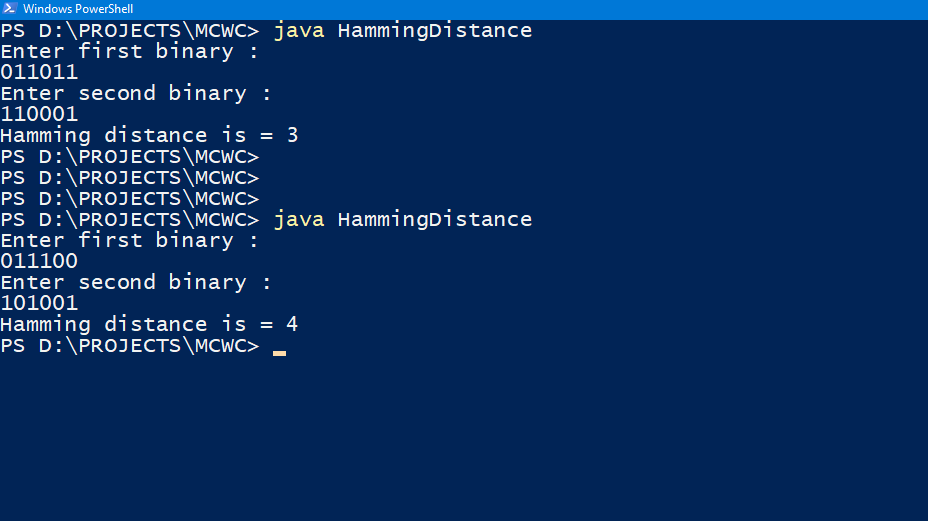 Windows PowerShell
PS D:\PROJECTS\MCWC> java HammingDistance
Enter first binary :
011011
Enter second binary :
110001
Hamming distance is = 3
PS D:\PROJECTS\MCWC>
PS D:\PROJECTS\MCWC>
PS D:\PROJECTS\MCWC>
PS D:\PROJECTS\MCWC> java HammingDistance
Enter first binary :
011100
Enter second binary :
101001
Hamming distance is = 4
PS D:\PROJECTS\MCWC>